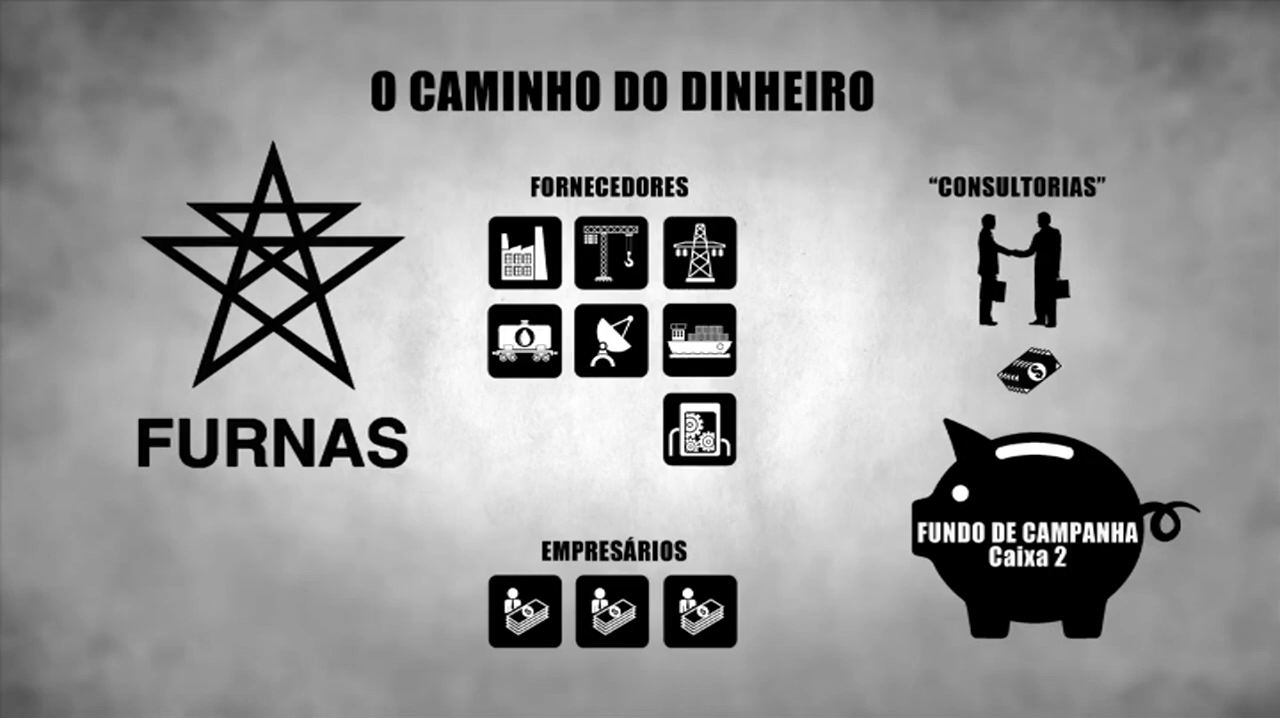 O CAMINHO DO DINHEIRO
FURNAS
FORNECEDORES
EMPRESÁRIOS
“CONSULTORIAS”
FUNDO DE CAMPANHA
Caixa 2